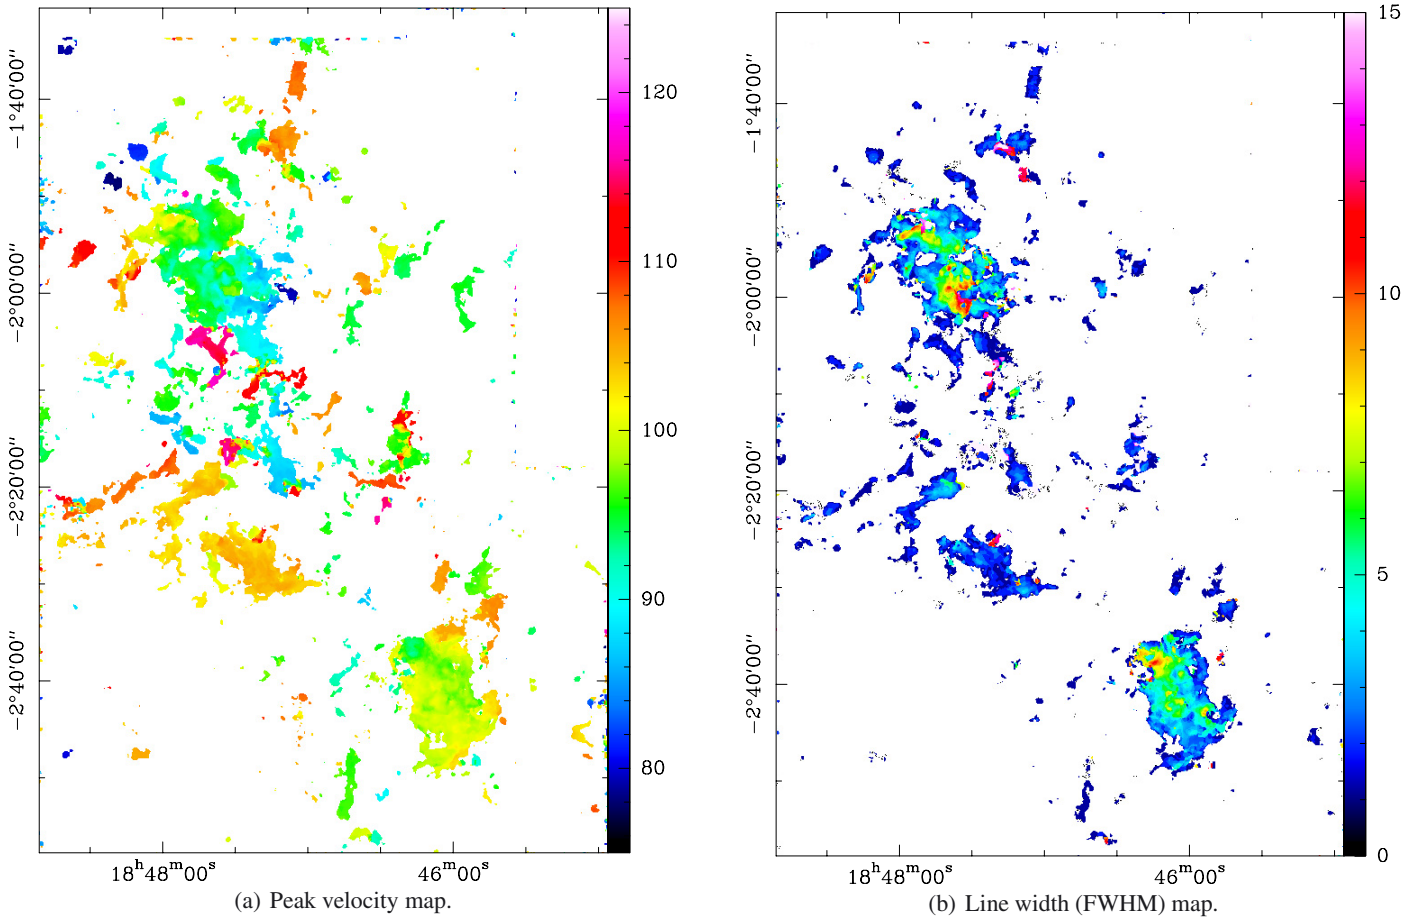 120
110
100
90
80
−1°40′00″
−2°00′00″
−2°20′00″
−2°40′00″
18ʰ48ᵐ00ˢ
46ᵐ00ˢ
(a) Peak velocity map.
15
10
5
0
−1°40′00″
−2°00′00″
−2°20′00″
−2°40′00″
18ʰ48ᵐ00ˢ
46ᵐ00ˢ
(b) Line width (FWHM) map.